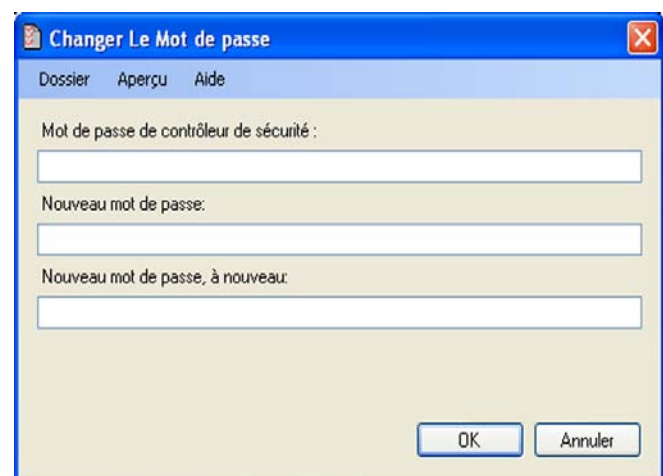 Changer Le Mot de passe
Dossier Aperçu Aide
Mot de passe de contrôleur de sécurité :
Nouveau mot de passe:
Nouveau mot de passe, à nouveau:
OK Annuler